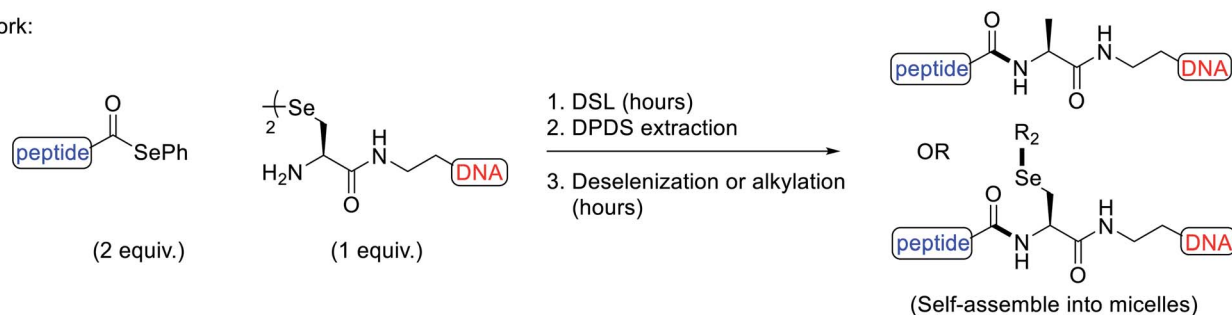 ork:
peptide
O
SePh
(2 equiv.)
2
Se
H2N
O
H
N
DNA
(1 equiv.)
1. DSL (hours)
2. DPDS extraction
3. Deselenization or alkylation
(hours)
peptide
O
N
H
O
H
N
DNA
OR
R2
Se
peptide
O
N
H
O
H
N
DNA
(Self-assemble into micelles)